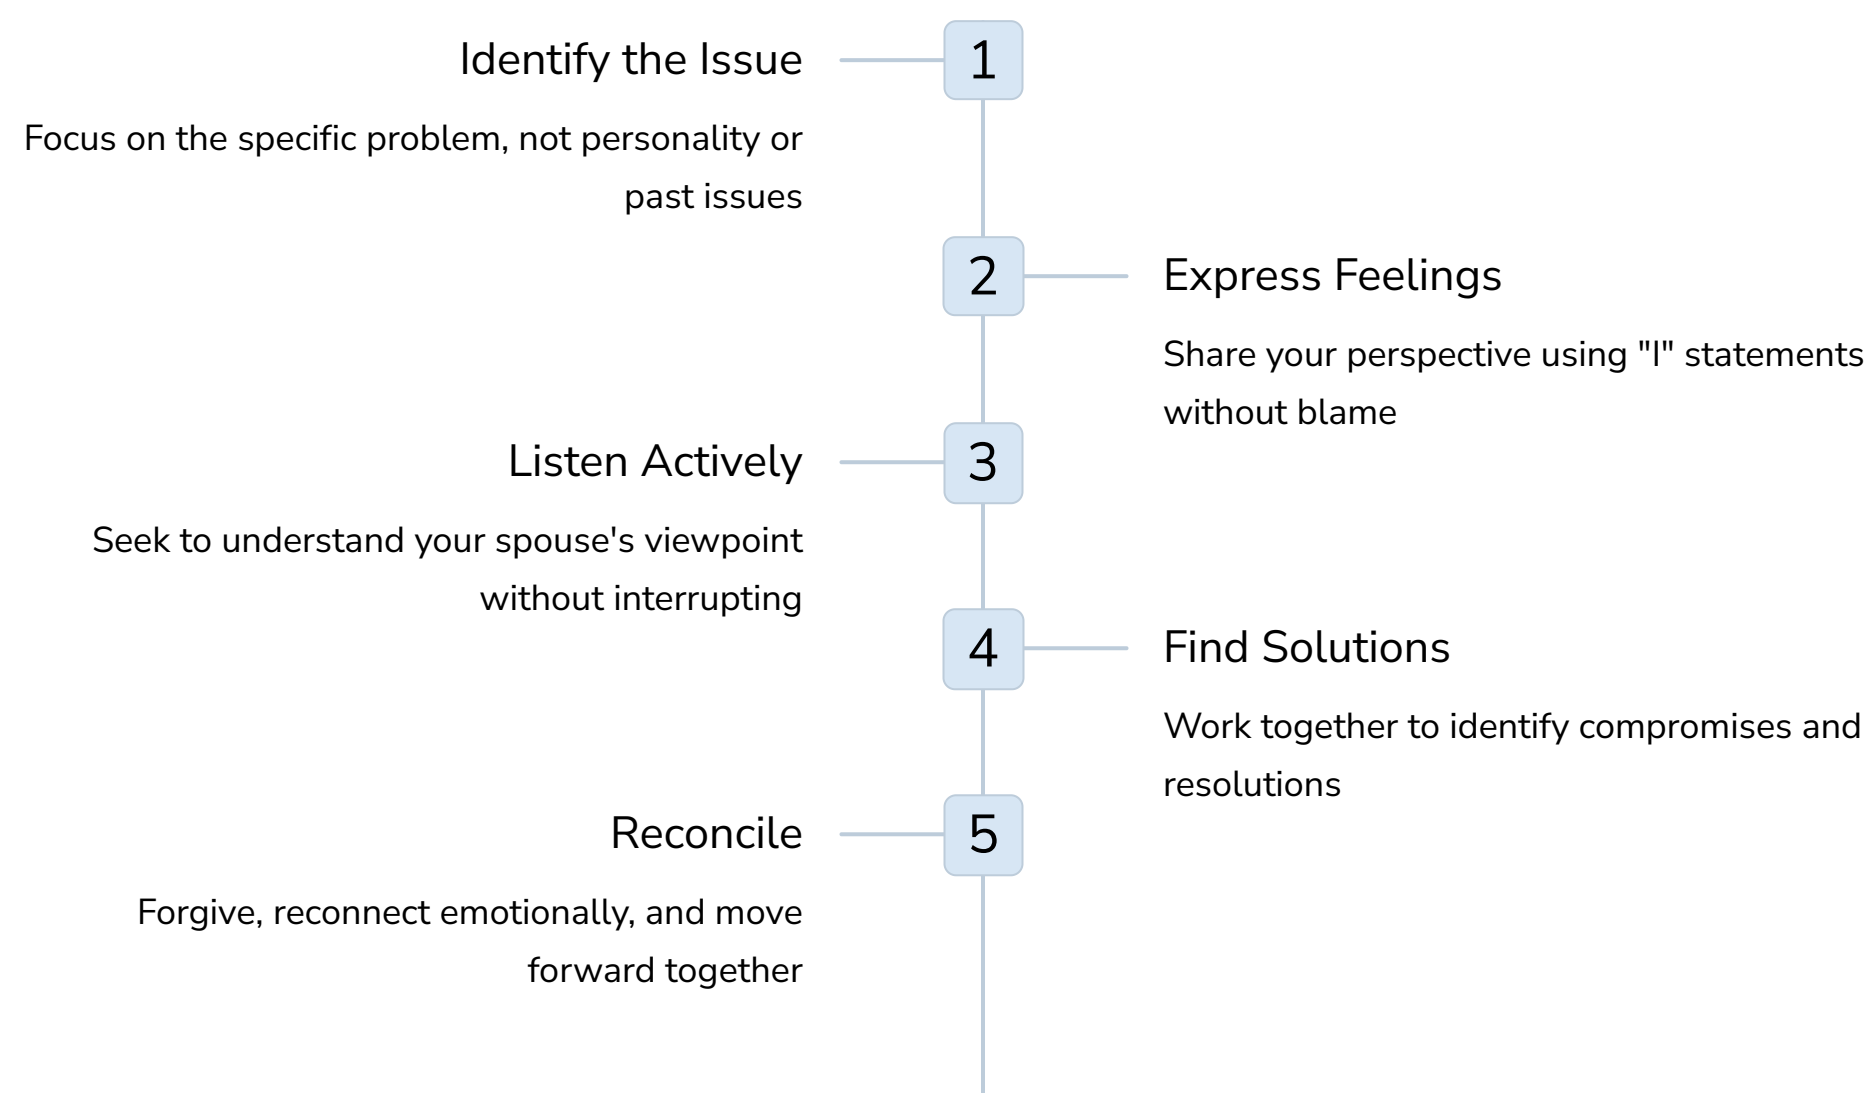 1
Identify the Issue
Focus on the specific problem, not personality or
past issues
2
Express Feelings
Share your perspective using "I" statements
without blame
3
Listen Actively
Seek to understand your spouse's viewpoint
without interrupting
4
Find Solutions
Work together to identify compromises and
resolutions
5
Reconcile
Forgive, reconnect emotionally, and move
forward together